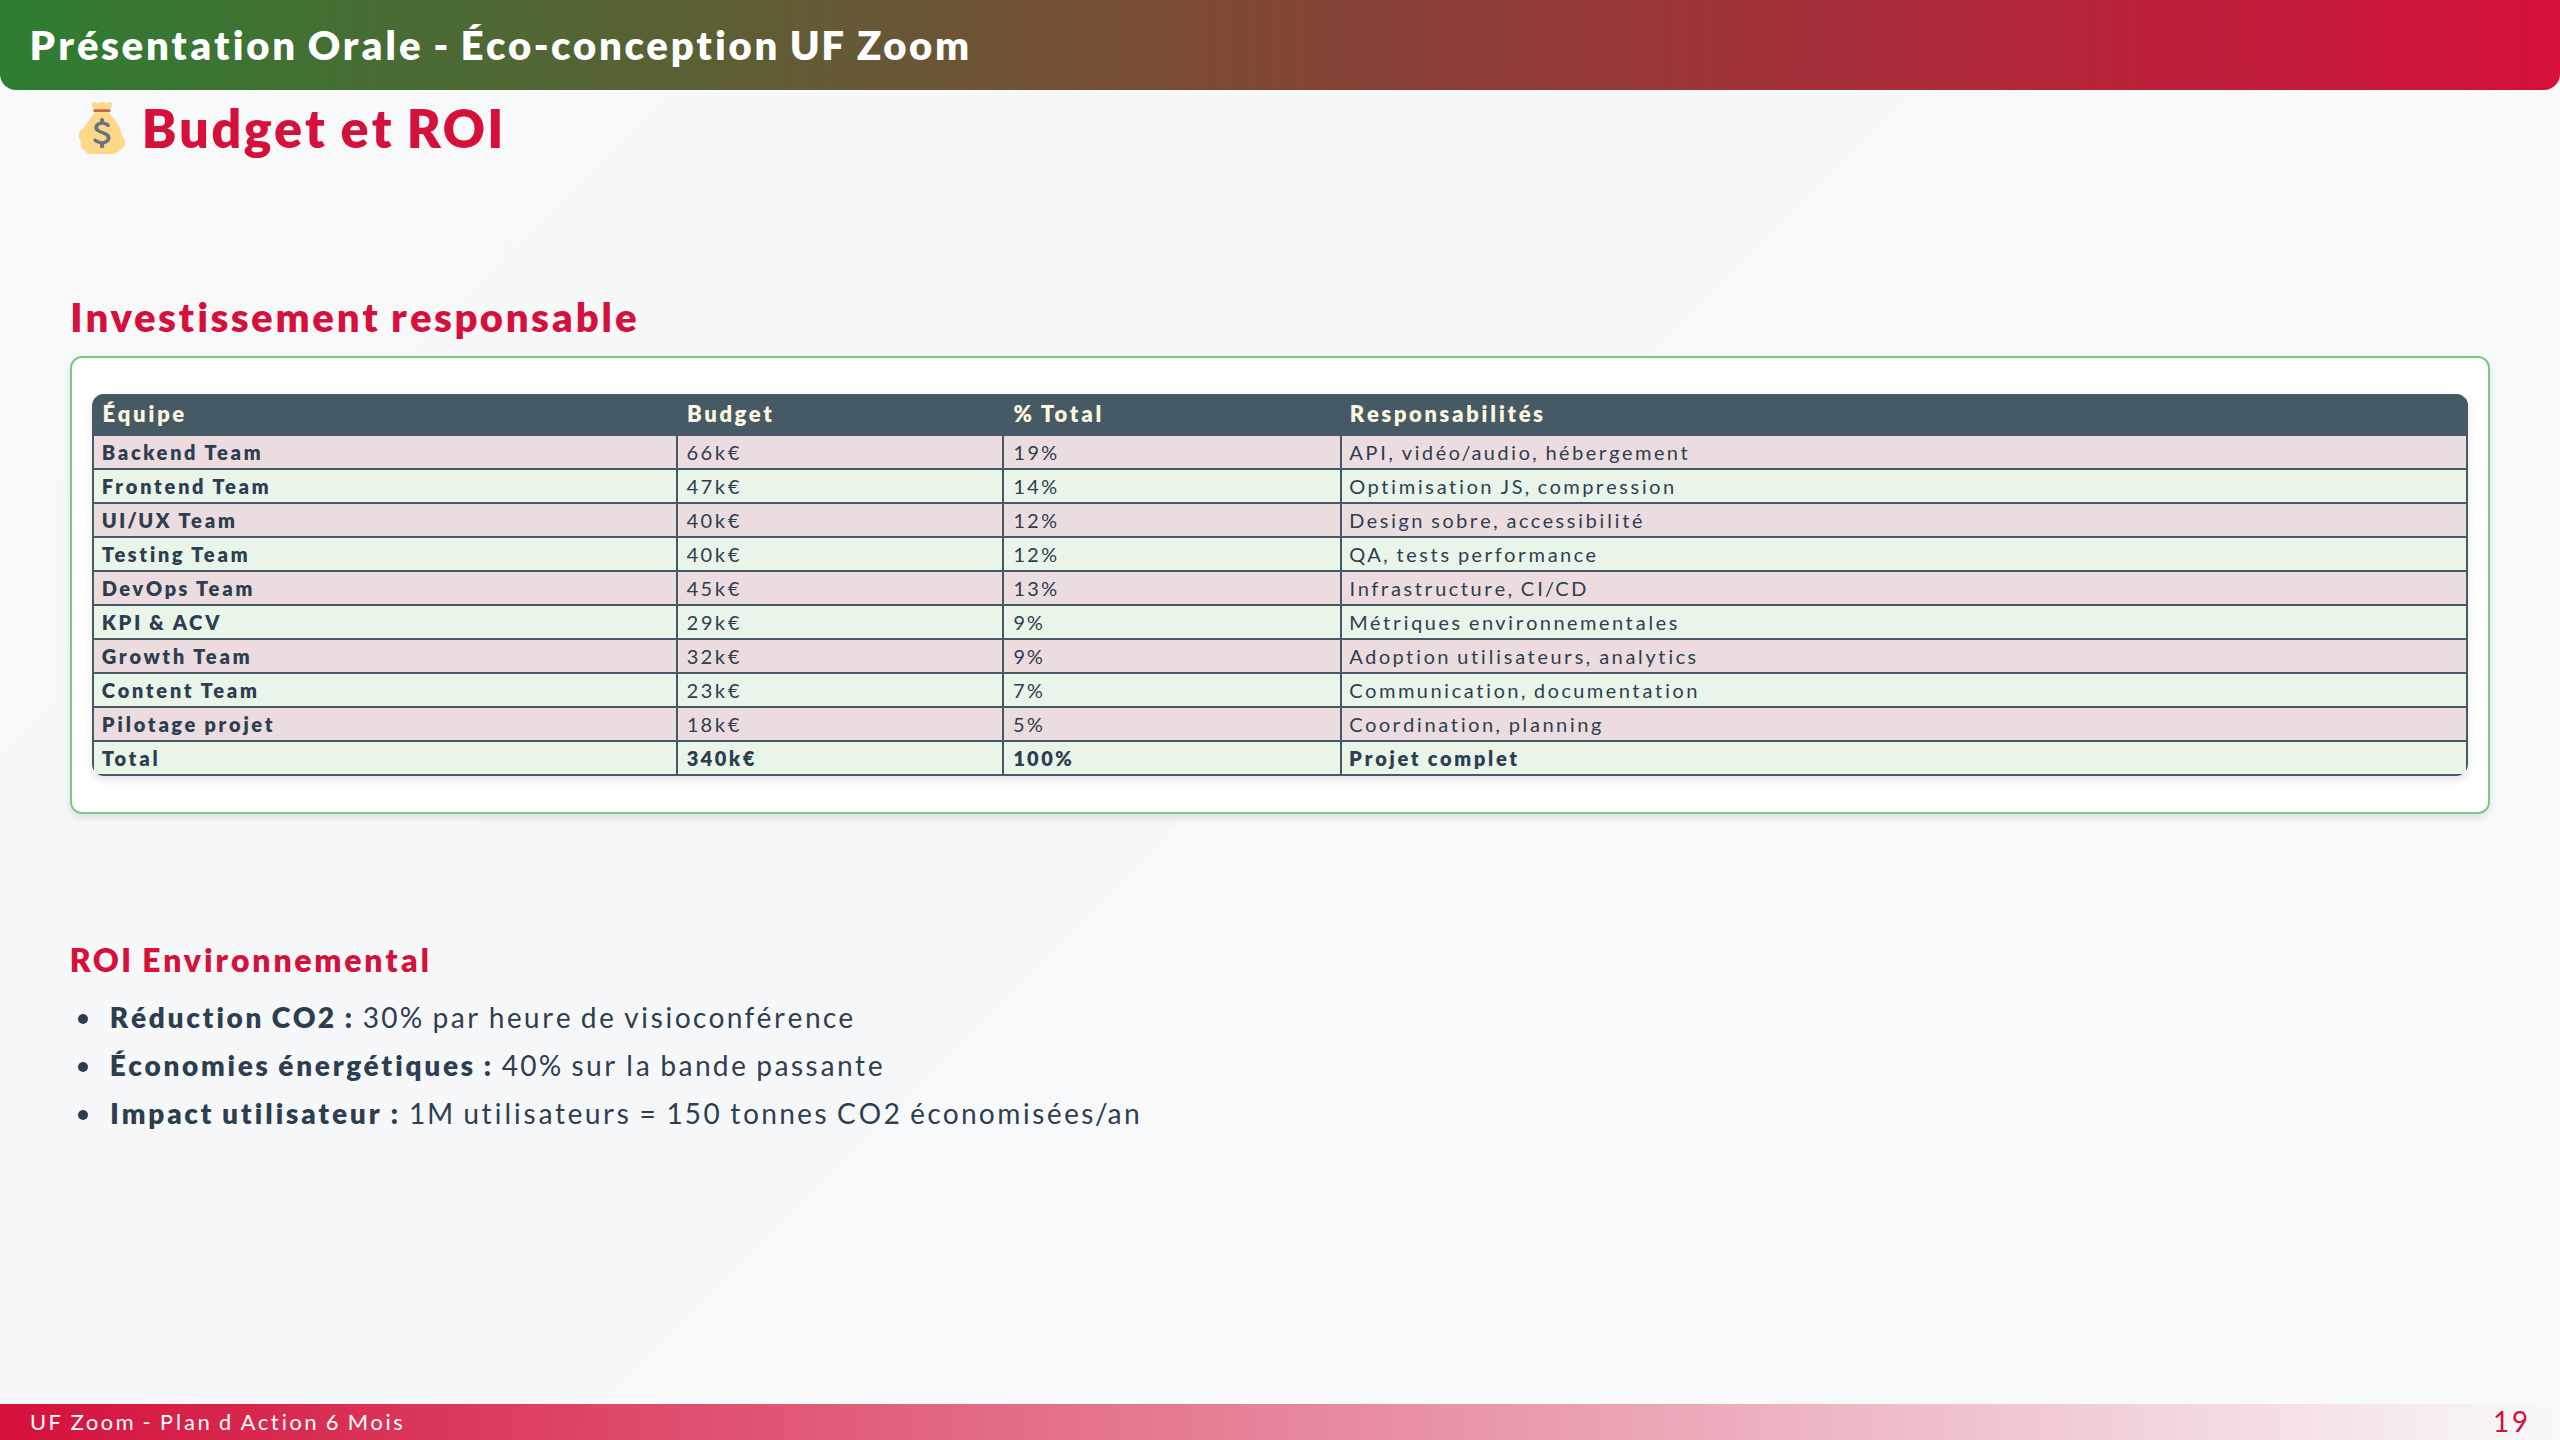 Présentation Orale - Éco-conception UF Zoom
Budget et ROI
Investissement responsable
Équipe Budget % Total Responsabilités
Backend Team 66k€ 19% API, vidéo/audio, hébergement
Frontend Team 47k€ 14% Optimisation JS, compression
UI/UX Team 40k€ 12% Design sobre, accessibilité
Testing Team 40k€ 12% QA, tests performance
DevOps Team 45k€ 13% Infrastructure, CI/CD
KPI & ACV 29k€ 9% Métriques environnementales
Growth Team 32k€ 9% Adoption utilisateurs, analytics
Content Team 23k€ 7% Communication, documentation
Pilotage projet 18k€ 5% Coordination, planning
Total 340k€ 100% Projet complet
ROI Environnemental
• Réduction CO2 : 30% par heure de visioconférence
• Économies énergétiques : 40% sur la bande passante
• Impact utilisateur : 1M utilisateurs = 150 tonnes CO2 économisées/an
UF Zoom - Plan d Action 6 Mois
19